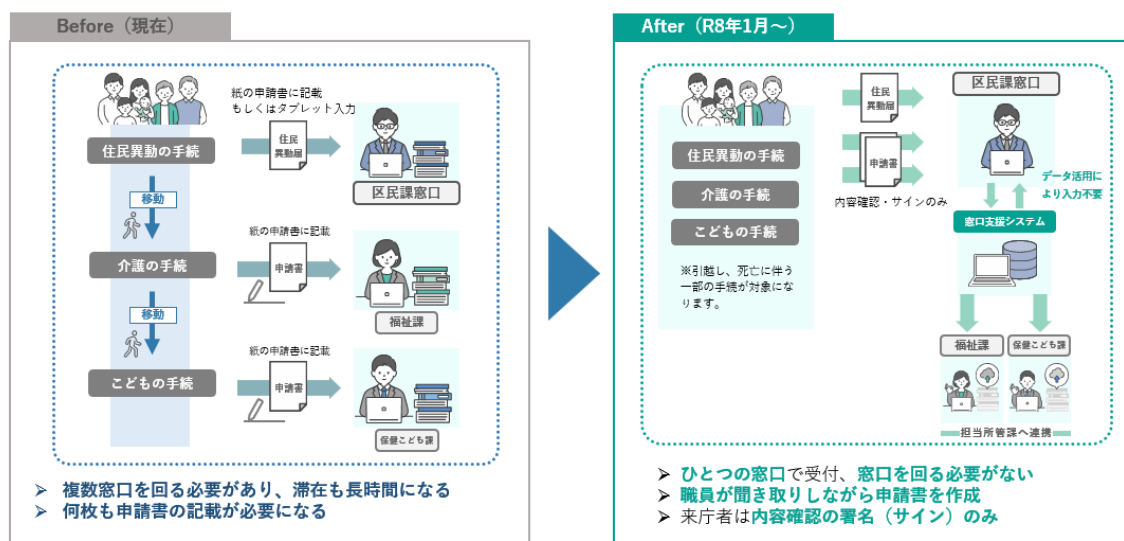 Before（現在）
紙の申請書に記載
もしくはタブレット入力
住民異動の手続
住民
異動届
区民課窓口
移動
紙の申請書に記載
介護の手続
申請書
福祉課
移動
紙の申請書に記載
こどもの手続
申請書
保健こども課
➢ 複数窓口を回る必要があり、滞在も長時間になる
➢ 何枚も申請書の記載が必要になる
After（R8年1月～）
住民異動の手続
介護の手続
こどもの手続
※引越し、死亡に伴う
一部の手続が対象にな
ります。
住民
異動届
申請書
内容確認・サインのみ
区民課窓口
データ活用に
より入力不要
窓口支援システム
福祉課
保健こども課
担当所管課へ連携
➢ ひとつの窓口で受付、窓口を回る必要がない
➢ 職員が聞き取りしながら申請書を作成
➢ 来庁者は内容確認の署名（サイン）のみ